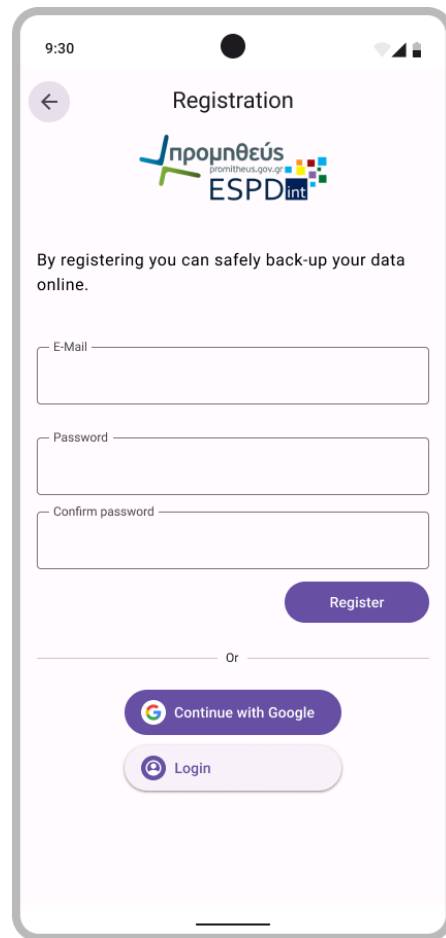 9:30
Registration
προμηθεύς
promitheus.gov.gr
ESPD int
By registering you can safely back-up your data
online.
E-Mail
Password
Confirm password
Register
Or
Continue with Google
Login